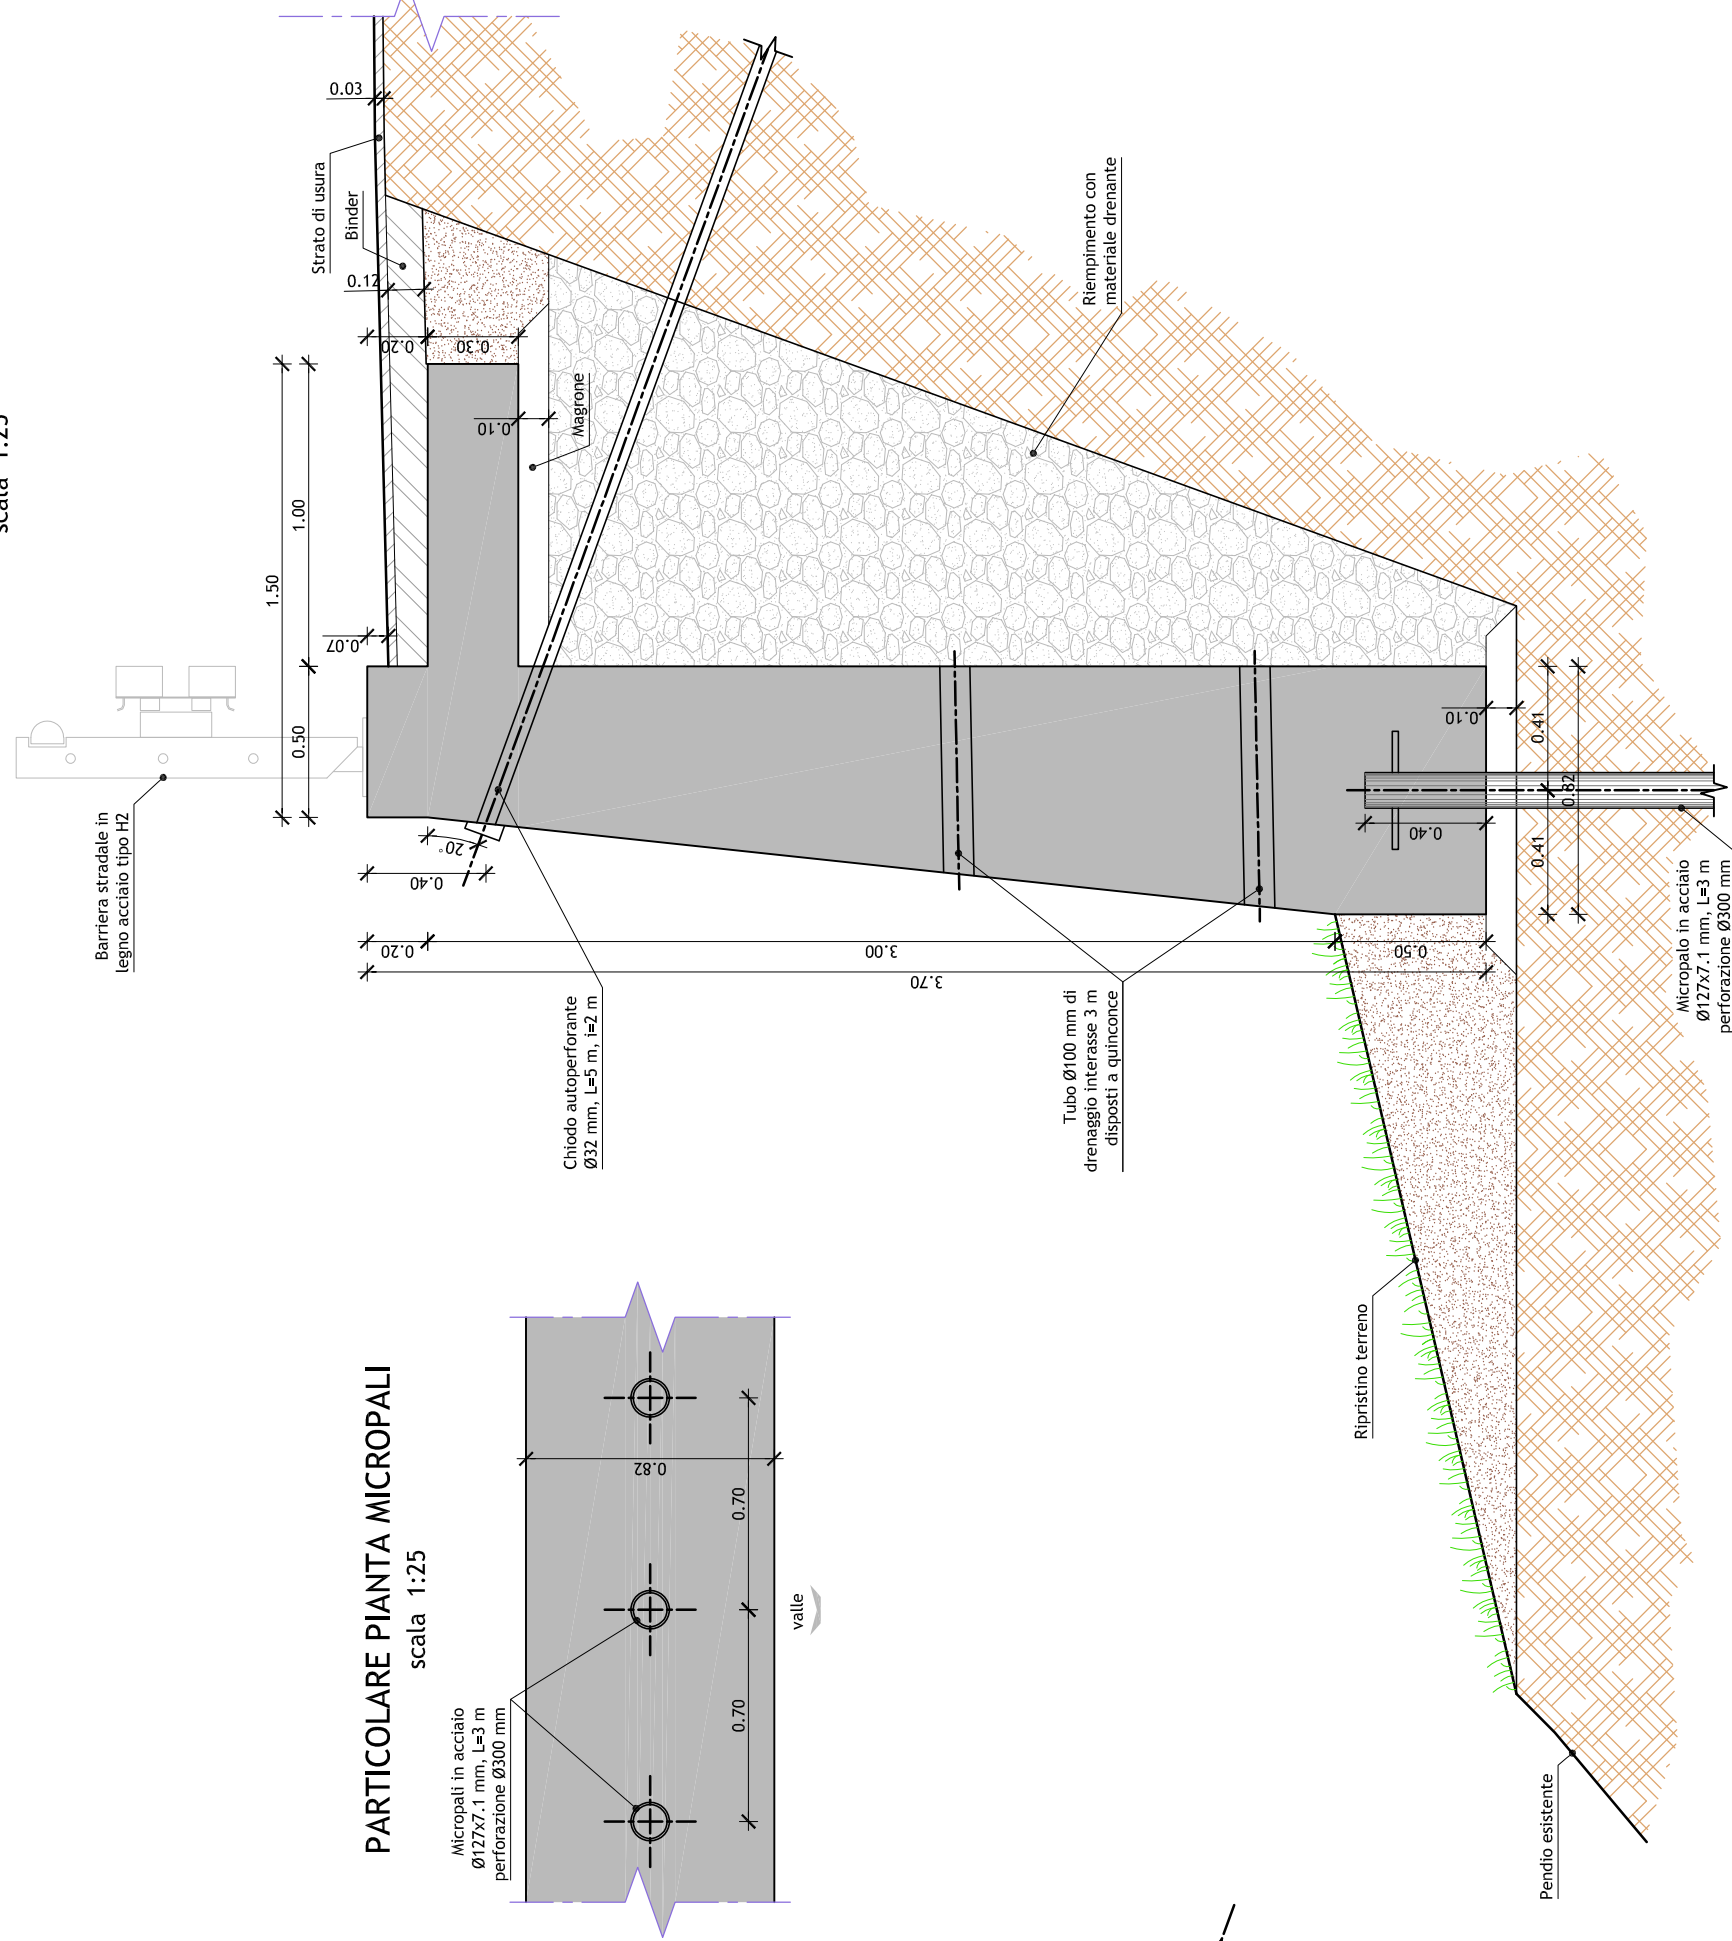 scala 1:25
0.03
Strato di usura
Binder
0.12
0.20
0.30
1.00
1.50
0.10
Magrone
0.07
0.50
Riempimento con
materiale drenante
Barriera stradale in
legno acciaio tipo H2
20°
0.40
0.20
3.00
0.50
3.70
0.10
0.41
0.82
0.41
0.40
Chiodo autoperforante
Ø32 mm, L=5 m, i=2 m
Tubo Ø100 mm di
drenaggio interasse 3 m
disposti a quinconce
Micropalo in acciaio
Ø127x7.1 mm, L=3 m
perforazione Ø300 mm
Ripristino terreno
Pendio esistente
PARTICOLARE PIANTA MICROPALI
scala 1:25
Micropali in acciaio
Ø127x7.1 mm, L=3 m
perforazione Ø300 mm
0.82
0.70
0.70
valle